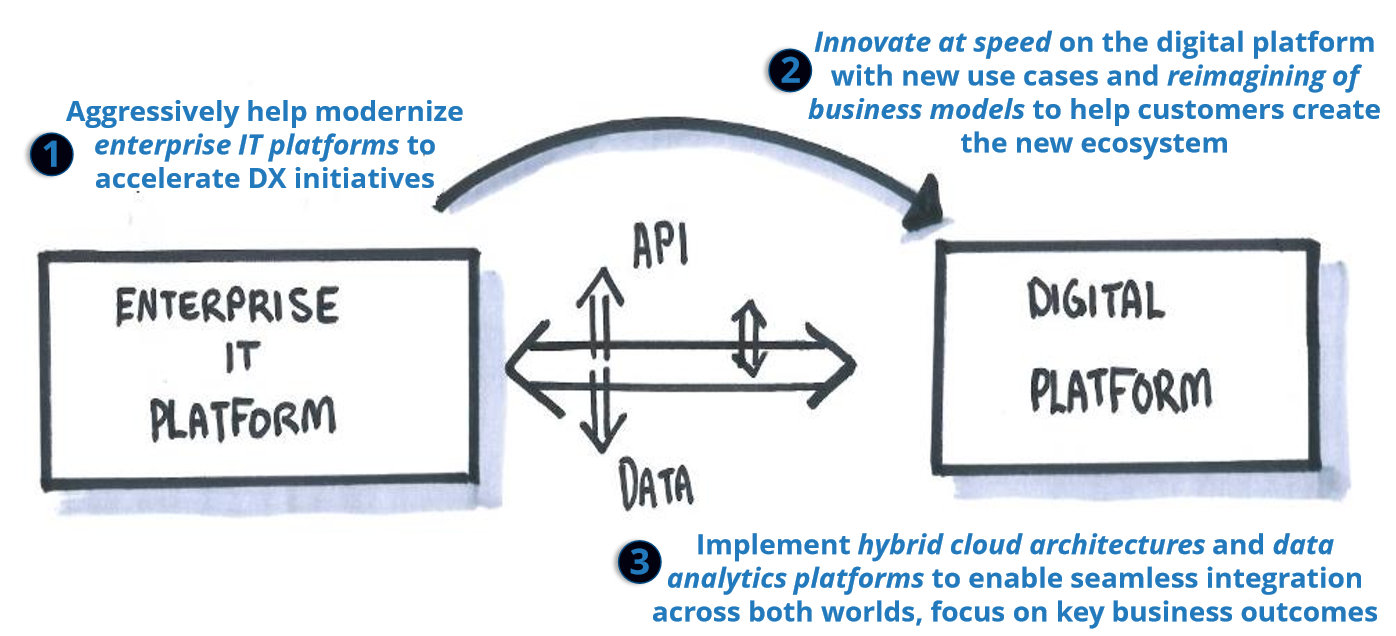 1
Aggressively help modernize
enterprise IT platforms to
accelerate DX initiatives
2
Innovate at speed on the digital platform
with new use cases and reimagining of
business models to help customers create
the new ecosystem
ENTERPRISE
IT
PLATFORM
API
DATA
DIGITAL
PLATFORM
3
Implement hybrid cloud architectures and data
analytics platforms to enable seamless integration
across both worlds, focus on key business outcomes